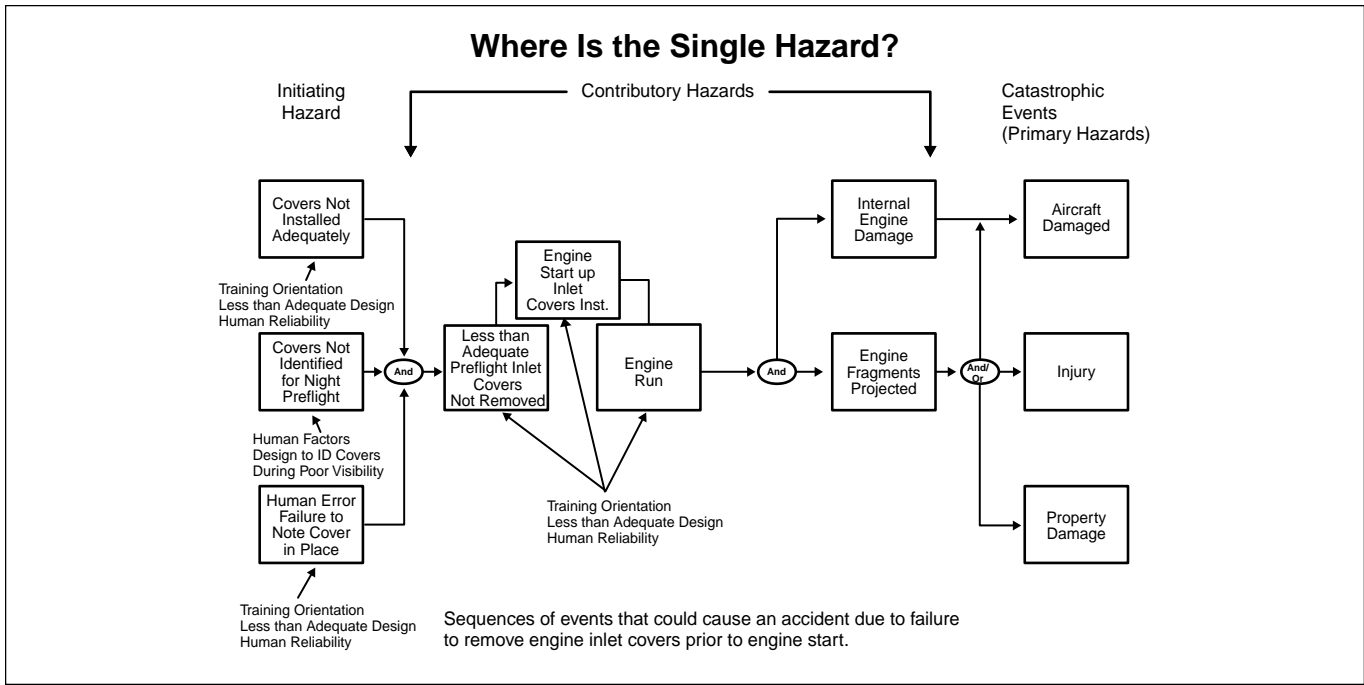 Where Is the Single Hazard?
Initiating
Hazard
Contributory Hazards
Catastrophic
Events
(Primary Hazards)
Covers Not
Installed
Adequately
Training Orientation
Less than Adequate Design
Human Reliability
Covers Not
Identified
for Night
Preflight
Human Factors
Design to ID Covers
During Poor Visibility
Human Error
Failure to
Note Cover
in Place
Training Orientation
Less than Adequate Design
Human Reliability
And
Less than
Adequate
Preflight Inlet
Covers
Not Removed
Engine
Start up
Inlet
Covers Inst.
Engine
Run
Training Orientation
Less than Adequate Design
Human Reliability
And
Internal
Engine
Damage
Engine
Fragments
Projected
And/
Or
Aircraft
Damaged
Injury
Property
Damage
Sequences of events that could cause an accident due to failure
to remove engine inlet covers prior to engine start.